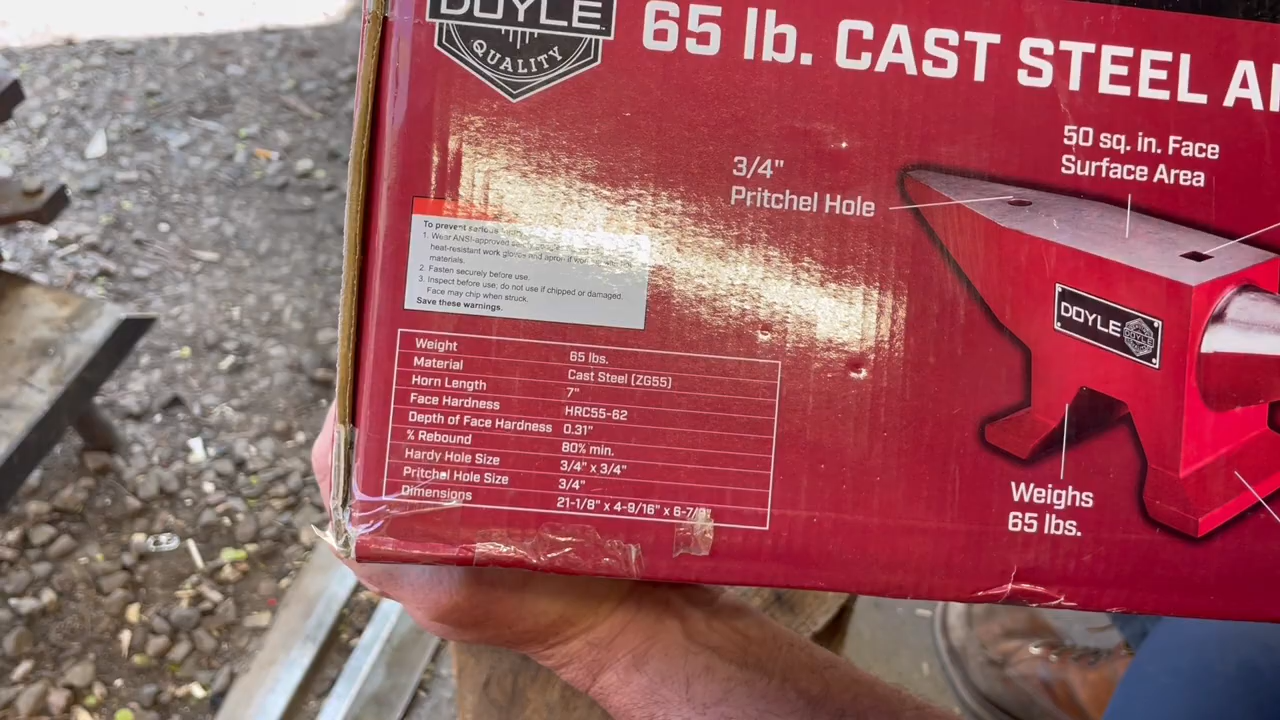 DOYLE
QUALITY
65 lb. CAST STEEL
50 sq. in. Face
Surface Area
3/4"
Pritchel Hole
To prevent serious
1. Wear ANSI-approved
heat-resistant work gloves and apron if
materials.
2. Fasten securely before use.
3. Inspect before use; do not use if chipped or damaged.
Face may chip when struck.
Save these warnings.
Weight 65 lbs.
Material Cast Steel (ZG55)
Horn Length 7"
Face Hardness HRC55-62
Depth of Face Hardness 0.31"
% Rebound 80% min.
Hardy Hole Size 3/4" x 3/4"
Pritchel Hole Size 3/4"
Dimensions 21-1/8" x 4-9/16" x 6-7/8"
DOYLE
DOYLE
Weighs
65 lbs.